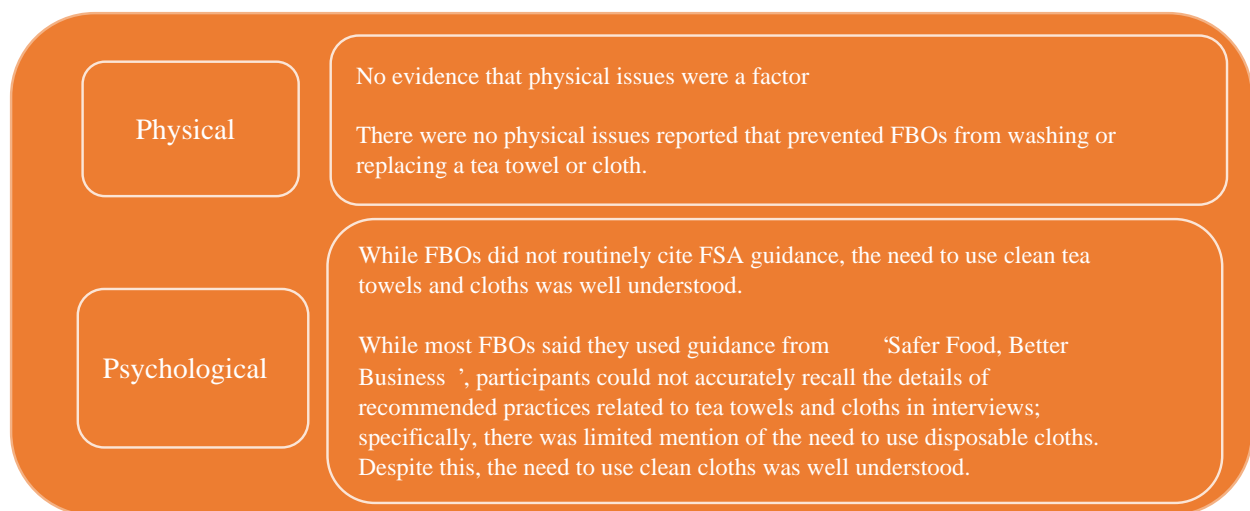 Physical
No evidence that physical issues were a factor
There were no physical issues reported that prevented FBOs from washing or
replacing a tea towel or cloth.
Psychological
While FBOs did not routinely cite FSA guidance, the need to use clean tea
towels and cloths was well understood.
While most FBOs said they used guidance from ‘Safer Food, Better
Business ’, participants could not accurately recall the details of
recommended practices related to tea towels and cloths in interviews;
specifically, there was limited mention of the need to use disposable cloths.
Despite this, the need to use clean cloths was well understood.